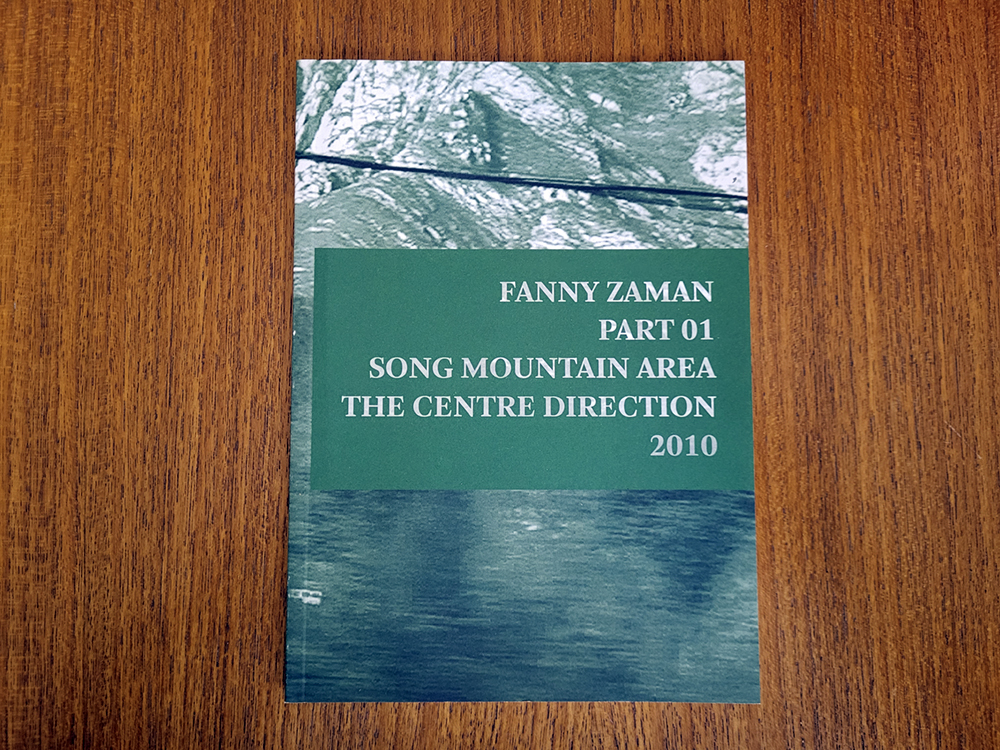 FANNY ZAMAN
PART 01
SONG MOUNTAIN AREA
THE CENTRE DIRECTION
2010